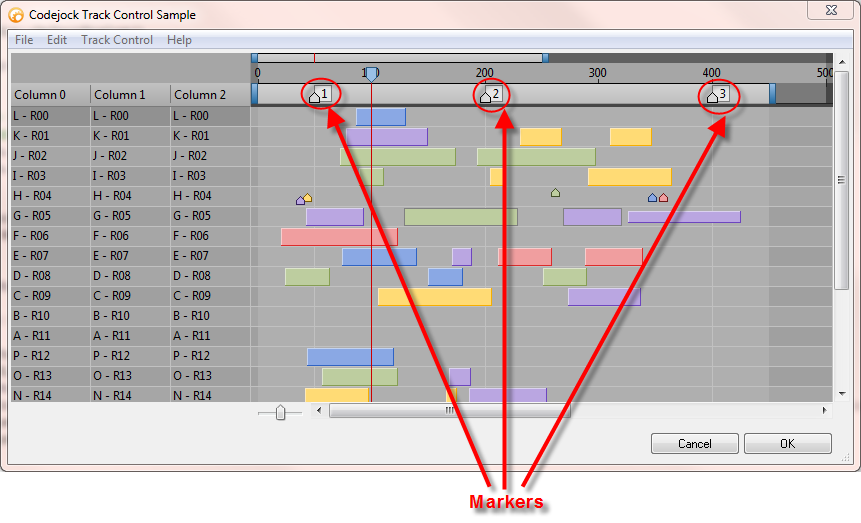 Codejock Track Control Sample
File Edit Track Control Help
0 100 200 300 400 500
Column 0 Column 1 Column 2 1 2 3
L - R00 L - R00 L - R00
K - R01 K - R01 K - R01
J - R02 J - R02 J - R02
I - R03 I - R03 I - R03
H - R04 H - R04 H - R04
G - R05 G - R05 G - R05
F - R06 F - R06 F - R06
E - R07 E - R07 E - R07
D - R08 D - R08 D - R08
C - R09 C - R09 C - R09
B - R10 B - R10 B - R10
A - R11 A - R11 A - R11
P - R12 P - R12 P - R12
O - R13 O - R13 O - R13
N - R14 N - R14 N - R14
Cancel OK
Markers